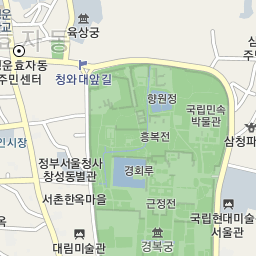 육상궁
효자동
효자동
주민센터
청와대앞길
향원정
국립민속
박물관
흥복전
삼청파
인시장
정부서울청사
창성동별관
경회루
서촌한옥마을
근정전
국립현대미술
서울관
대림미술관
경복궁